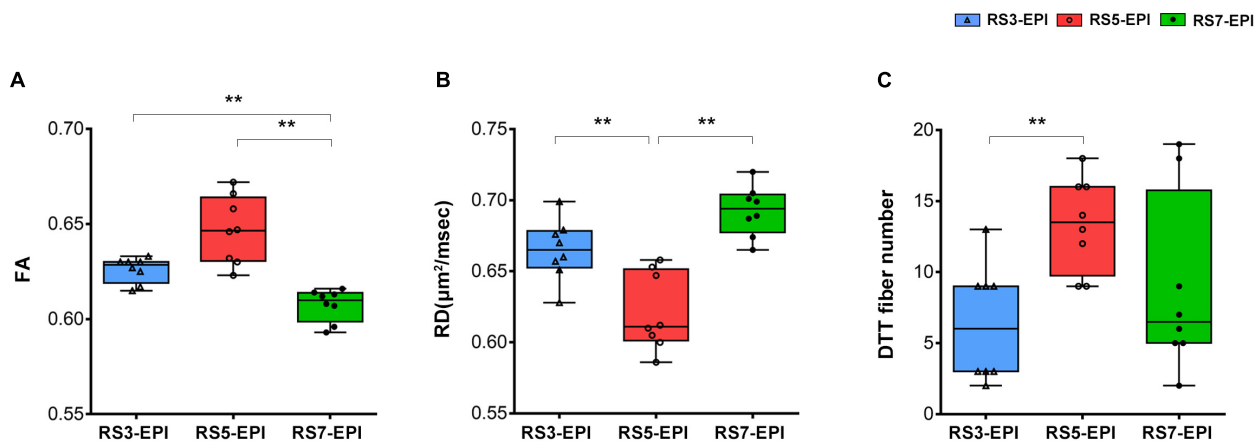 RS3-EPI RS5-EPI RS7-EPI
A
B
C
**
**
FA
0.70
0.65
0.60
0.55
RS3-EPI RS5-EPI RS7-EPI
** **
RD(μm²/msec)
0.75
0.70
0.65
0.60
0.55
RS3-EPI RS5-EPI RS7-EPI
**
DTT fiber number
20
15
10
5
0
RS3-EPI RS5-EPI RS7-EPI